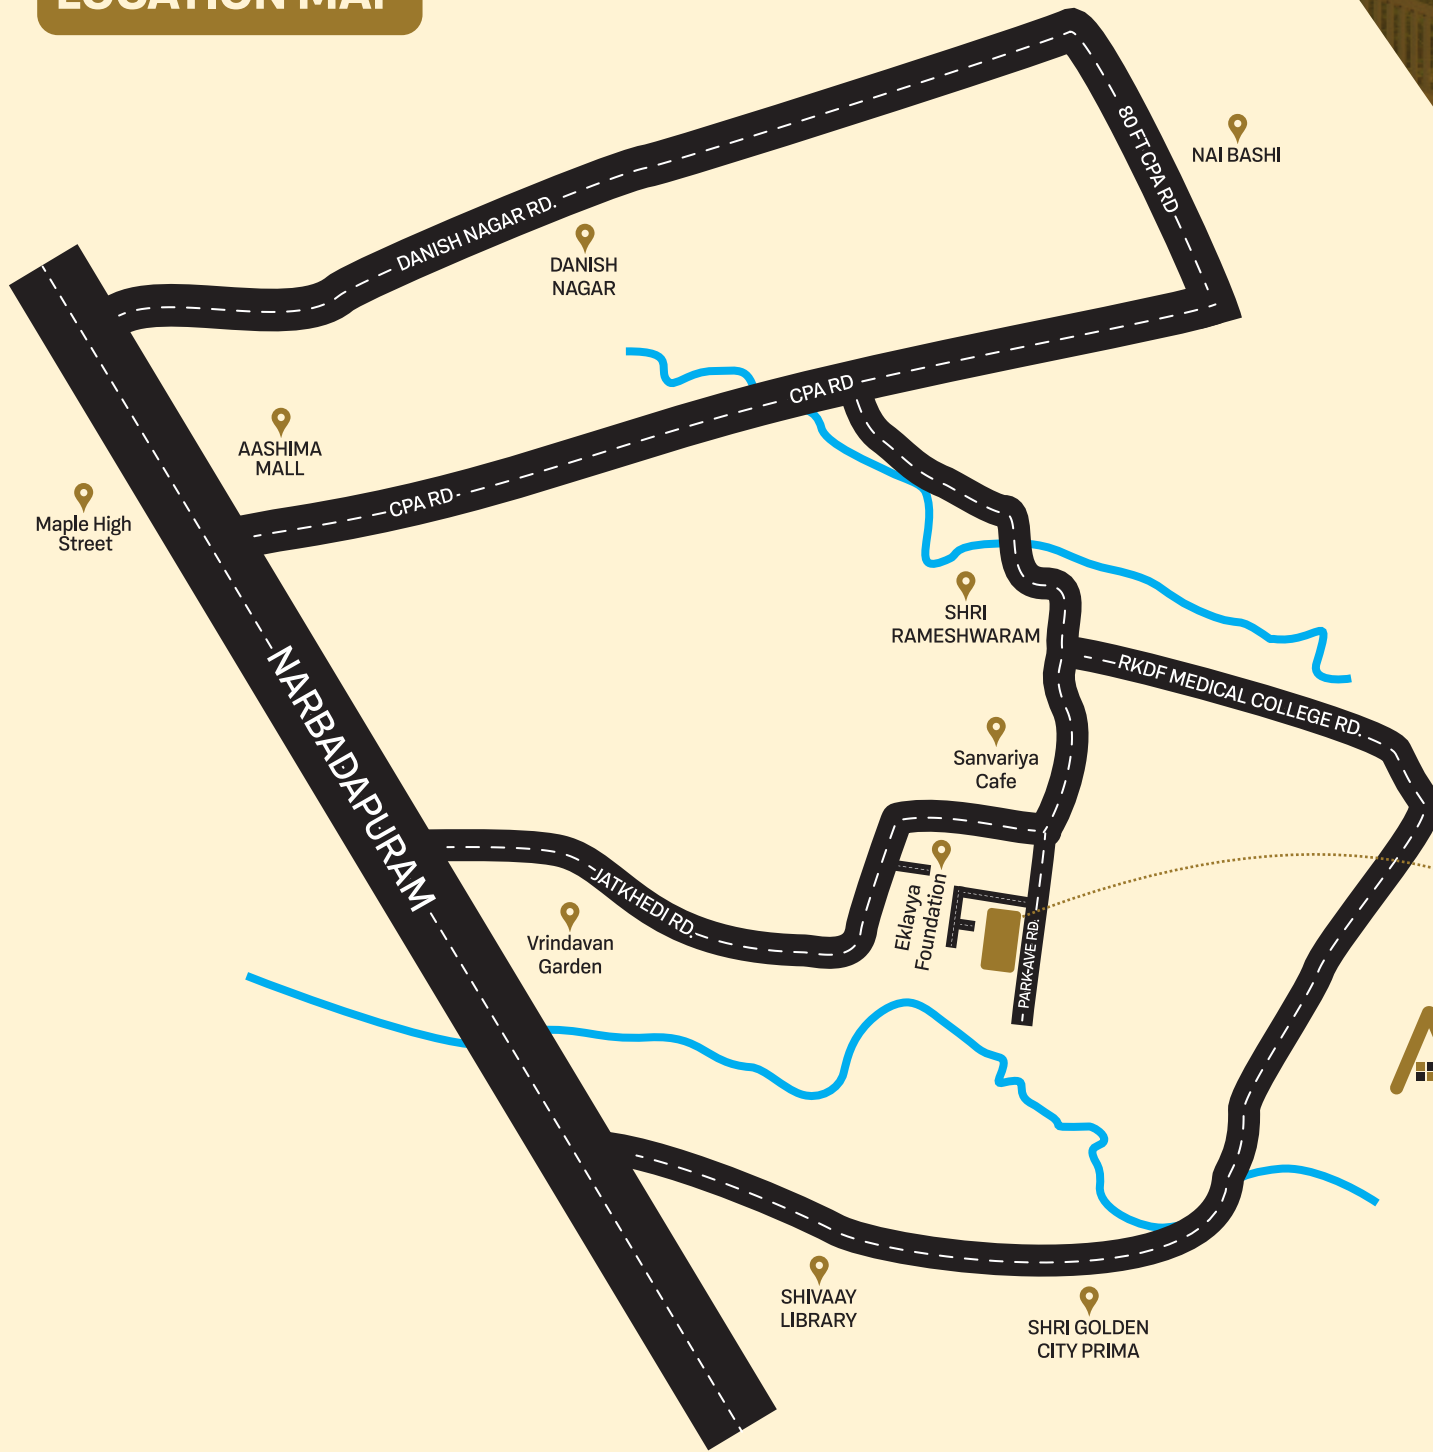 LOCATION MAP
80 FT CPA RD
NAI BASHI
DANISH NAGAR RD.
DANISH
NAGAR
CPA RD
AASHIMA
MALL
CPA RD
Maple High
Street
SHRI
RAMESHWARAM
RKDF MEDICAL COLLEGE RD.
NARBADAPURAM
Sanvariya
Cafe
JATKHEDI RD.
Eklavya
Foundation
Vrindavan
Garden
PARK AVE RD.
SHIVAAY
LIBRARY
SHRI GOLDEN
CITY PRIMA